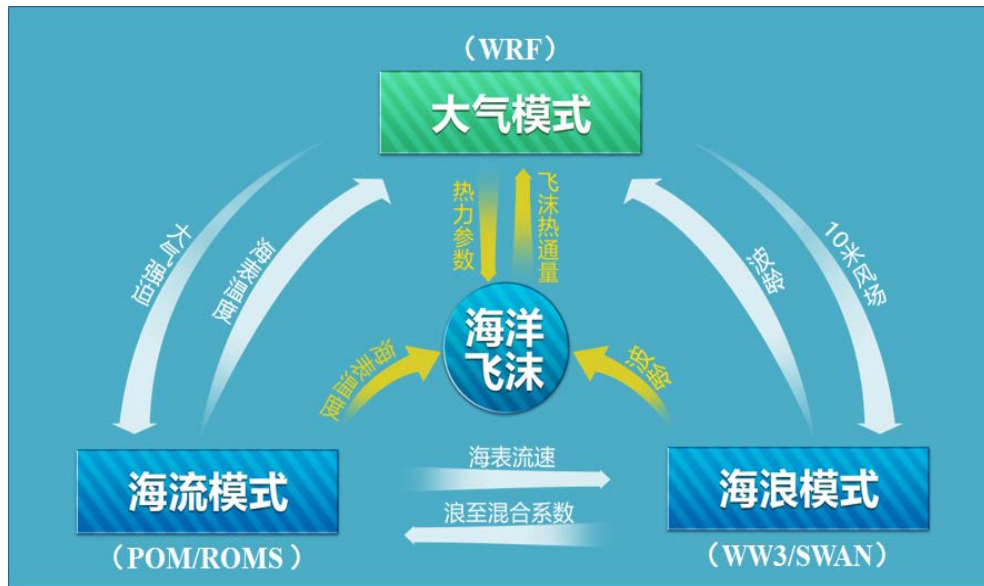 （WRF）
大气模式
热力参数
飞沫热通量
大气强迫
海表温度
波龄
10米风场
海洋
飞沫
海表温度
波龄
海流模式
（POM/ROMS）
海表流速
浪至混合系数
海浪模式
（WW3/SWAN）